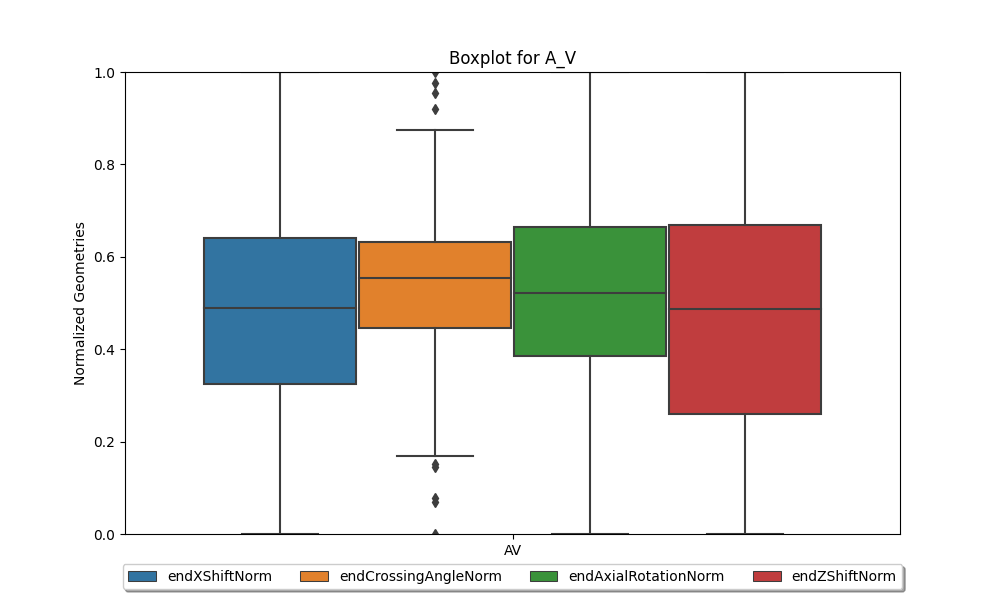 Boxplot for A_V
1.0
0.8
0.6
0.4
0.2
0.0
Normalized Geometries
AV
endXShiftNorm endCrossingAngleNorm endAxialRotationNorm endZShiftNorm